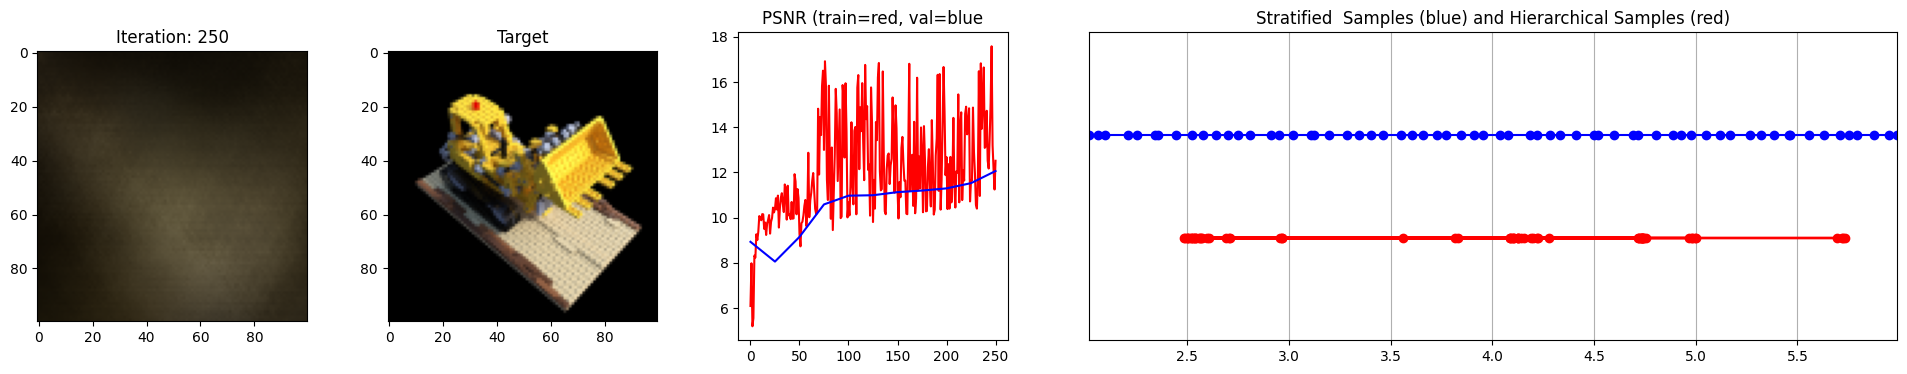 Iteration: 250
0
20
40
60
80
0 20 40 60 80
Target
0
20
40
60
80
0 20 40 60 80
PSNR (train=red, val=blue
18
16
14
12
10
8
6
0 50 100 150 200 250
Stratified  Samples (blue) and Hierarchical Samples (red)
2.5 3.0 3.5 4.0 4.5 5.0 5.5